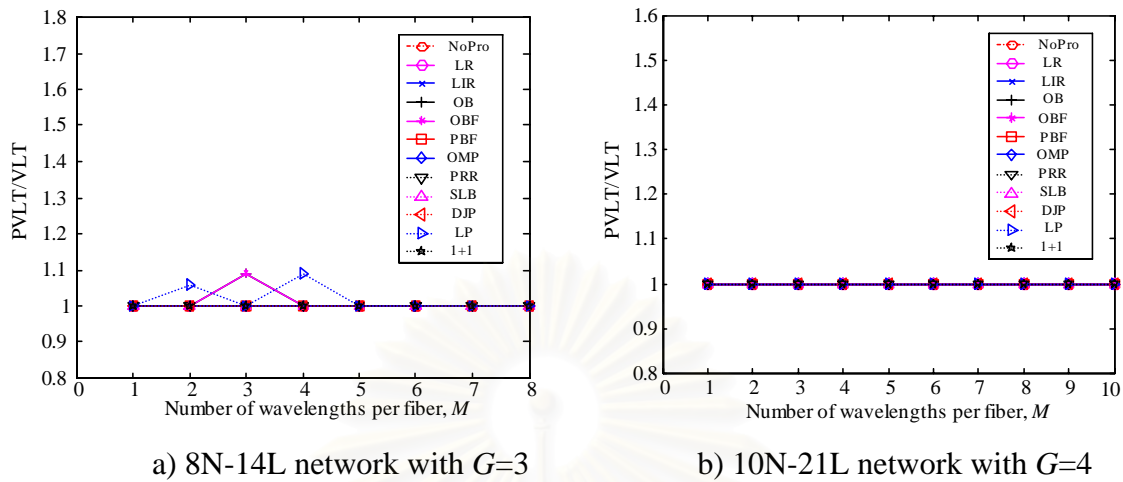 1.8
1.7
1.6
1.5
1.4
1.3
1.2
1.1
1
0.9
0.8
PVLT/VLT
NoPro
LR
LIR
OB
OBF
PBF
OMP
PRR
SLB
DJP
LP
1+1
0 1 2 3 4 5 6 7 8
Number of wavelengths per fiber, M
a) 8N-14L network with G=3
1.6
1.5
1.4
1.3
1.2
1.1
1
0.9
0.8
PVLT/VLT
NoPro
LR
LIR
OB
OBF
PBF
OMP
PRR
SLB
DJP
LP
1+1
0 1 2 3 4 5 6 7 8 9 10
Number of wavelengths per fiber, M
b) 10N-21L network with G=4